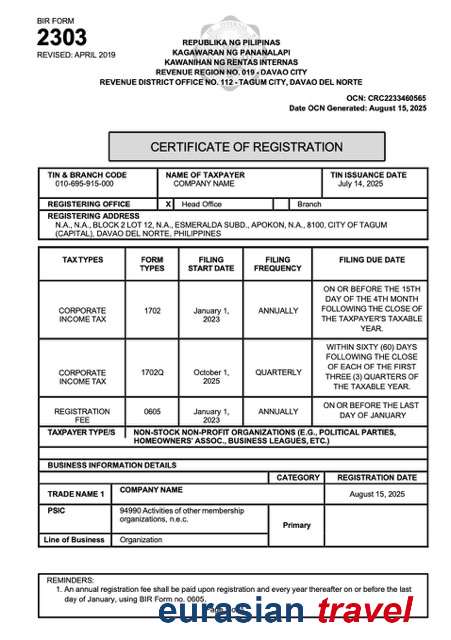 BIR FORM
2303
REVISED: APRIL 2019
REPUBLIKA NG PILIPINAS
KAGAWARAN NG PANANALAPI
KAWANIHAN NG RENTAS INTERNAS
REVENUE REGION NO. 019 - DAVAO CITY
REVENUE DISTRICT OFFICE NO. 112 - TAGUM CITY, DAVAO DEL NORTE
OCN: CRC2233460565
Date OCN Generated: August 15, 2025
CERTIFICATE OF REGISTRATION
TIN & BRANCH CODE NAME OF TAXPAYER TIN ISSUANCE DATE
010-695-915-000 COMPANY NAME July 14, 2025
REGISTERING OFFICE X Head Office Branch
REGISTERING ADDRESS
N.A., N.A., BLOCK 2 LOT 12, N.A., ESMERALDA SUBD., APOKON, N.A., 8100, CITY OF TAGUM
(CAPITAL), DAVAO DEL NORTE, PHILIPPINES
TAX TYPES FORM TYPES FILING START DATE FILING FREQUENCY FILING DUE DATE
CORPORATE INCOME TAX 1702 January 1, 2023 ANNUALLY ON OR BEFORE THE 15TH DAY OF THE 4TH MONTH FOLLOWING THE CLOSE OF THE TAXPAYER'S TAXABLE YEAR.
CORPORATE INCOME TAX 1702Q October 1, 2025 QUARTERLY WITHIN SIXTY (60) DAYS FOLLOWING THE CLOSE OF EACH OF THE FIRST THREE (3) QUARTERS OF THE TAXABLE YEAR.
REGISTRATION FEE 0605 January 1, 2023 ANNUALLY ON OR BEFORE THE LAST DAY OF JANUARY
TAXPAYER TYPE/S NON-STOCK NON-PROFIT ORGANIZATIONS (E.G., POLITICAL PARTIES,
HOMEOWNERS' ASSOC., BUSINESS LEAGUES, ETC.)
BUSINESS INFORMATION DETAILS
CATEGORY REGISTRATION DATE
TRADE NAME 1 COMPANY NAME August 15, 2025
PSIC 94990 Activities of other membership
organizations, n.e.c.
Primary
Line of Business Organization
REMINDERS:
1. An annual registration fee shall be paid upon registration and every year thereafter on or before the last
day of January, using BIR Form no. 0605.
eurasian travel